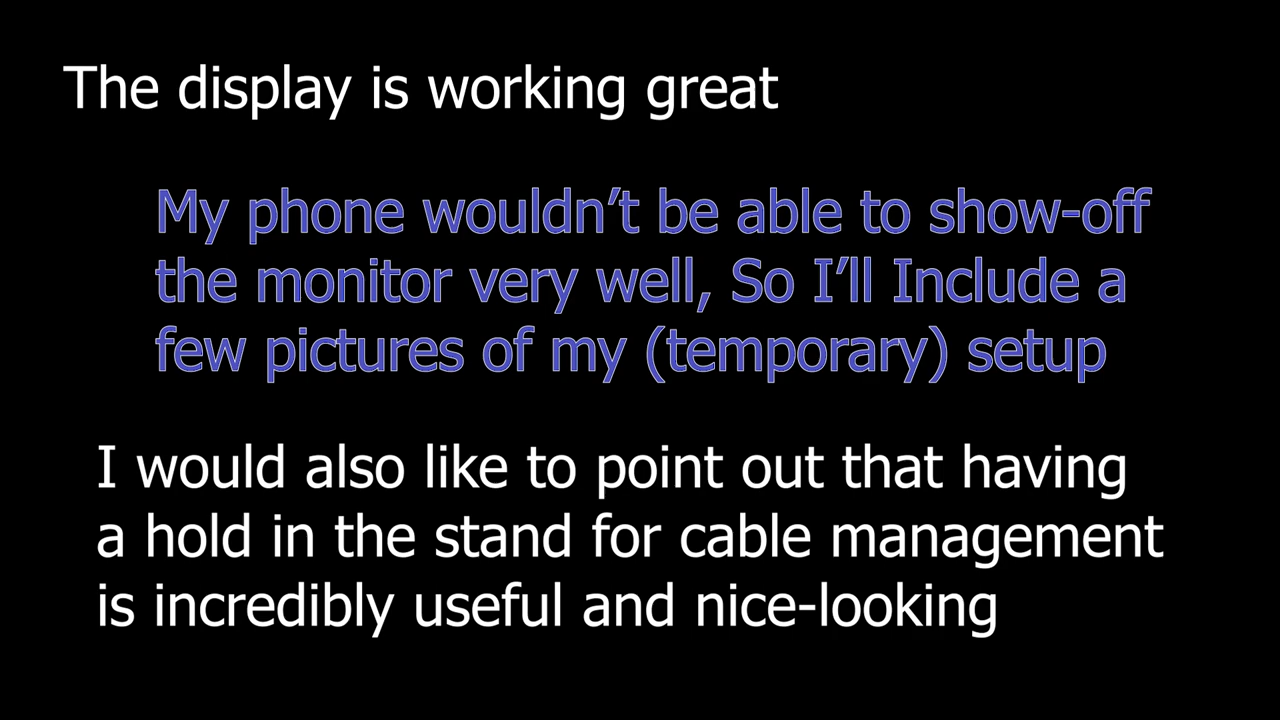 The display is working great
My phone wouldn’t be able to show-off
the monitor very well, So I’ll Include a
few pictures of my (temporary) setup
I would also like to point out that having
a hold in the stand for cable management
is incredibly useful and nice-looking